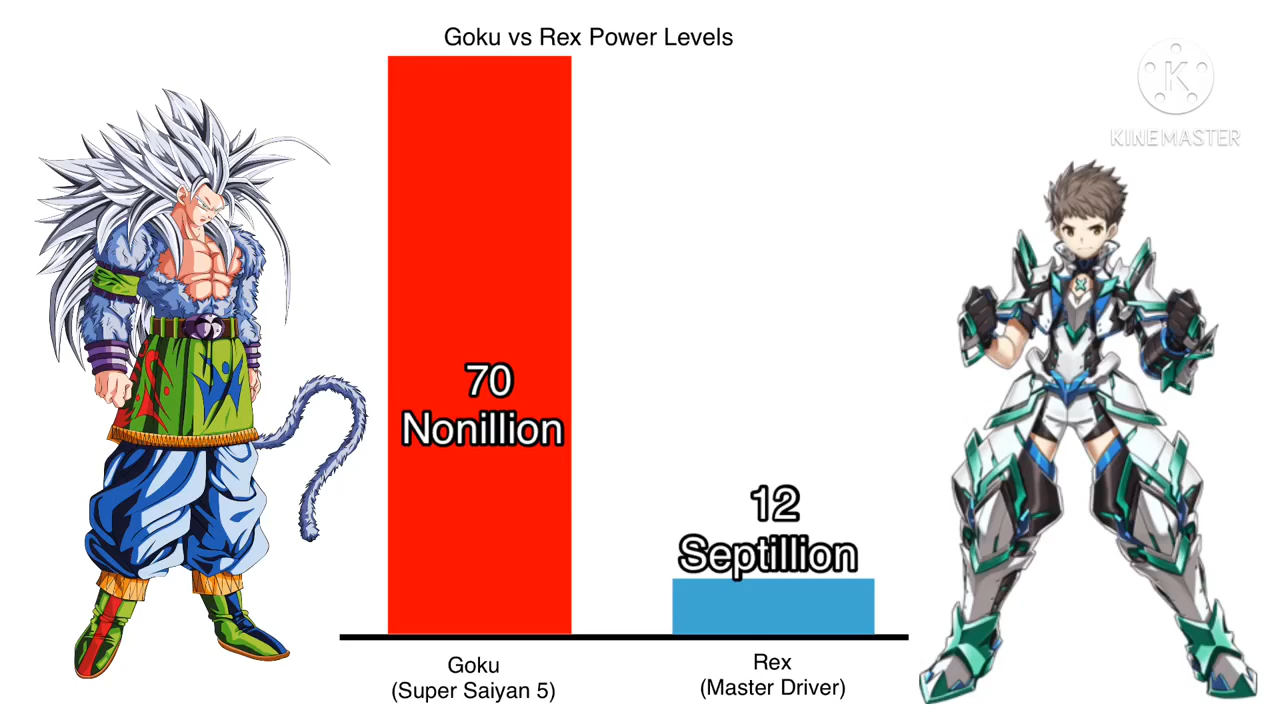 Goku vs Rex Power Levels
K
KINEMASTER
70
Nonillion
12
Septillion
Goku
(Super Saiyan 5)
Rex
(Master Driver)